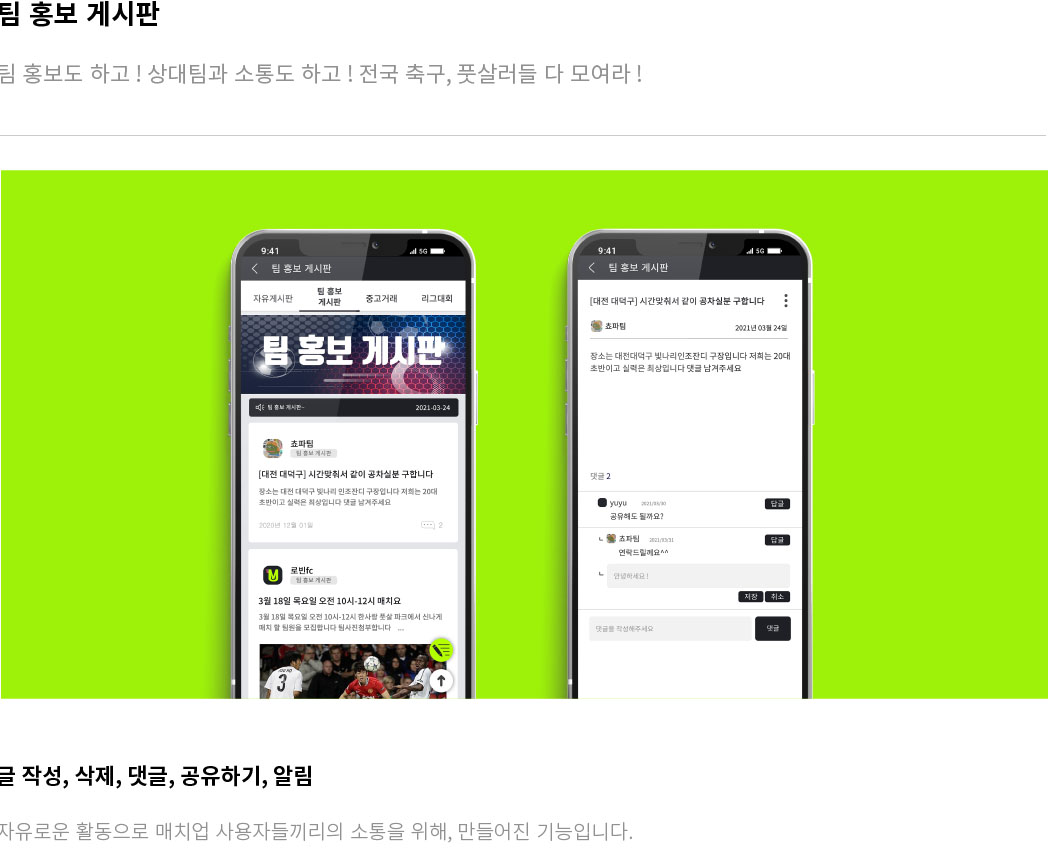 팀 홍보 게시판
팀 홍보도 하고 ! 상대팀과 소통도 하고 ! 전국 축구, 풋살러들 다 모여라 !
9:41
5G
팀 홍보 게시판
자유게시판
팀 홍보
게시판
중고거래
리그대회
팀 홍보 게시판
팀 홍보 게시판~
2021-03-24
쵸파팀
팀 홍보 게시판
[대전 대덕구] 시간맞춰서 같이 공차실분 구합니다
장소는 대전 대덕구 빛나리 인조잔디 구장입니다 저희는 20대
초반이고 실력은 최상입니다 댓글 남겨주세요
2020년 12월 01일
2
로빈fc
팀 홍보 게시판
3월 18일 목요일 오전 10시-12시 매치요
3월 18일 목요일 오전 10시-12시 한사랑 풋살 파크에서 신나게
매치 할 팀원을 모집합니다 팀사진첨부합니다 ...
3
9:41
5G
팀 홍보 게시판
[대전 대덕구] 시간맞춰서 같이 공차실분 구합니다
쵸파팀
2021년 03월 24일
장소는 대전대덕구 빛나리인조잔디 구장입니다 저희는 20대
초반이고 실력은 최상입니다 댓글 남겨주세요
댓글 2
yuyu
2021/03/30
답글
공유해도 될까요?
쵸파팀
2021/03/31
답글
연락드릴께요^^
안녕하세요!
저장
취소
댓글을 작성해주세요
댓글
글 작성, 삭제, 댓글, 공유하기, 알림
자유로운 활동으로 매치업 사용자들끼리의 소통을 위해, 만들어진 기능입니다.